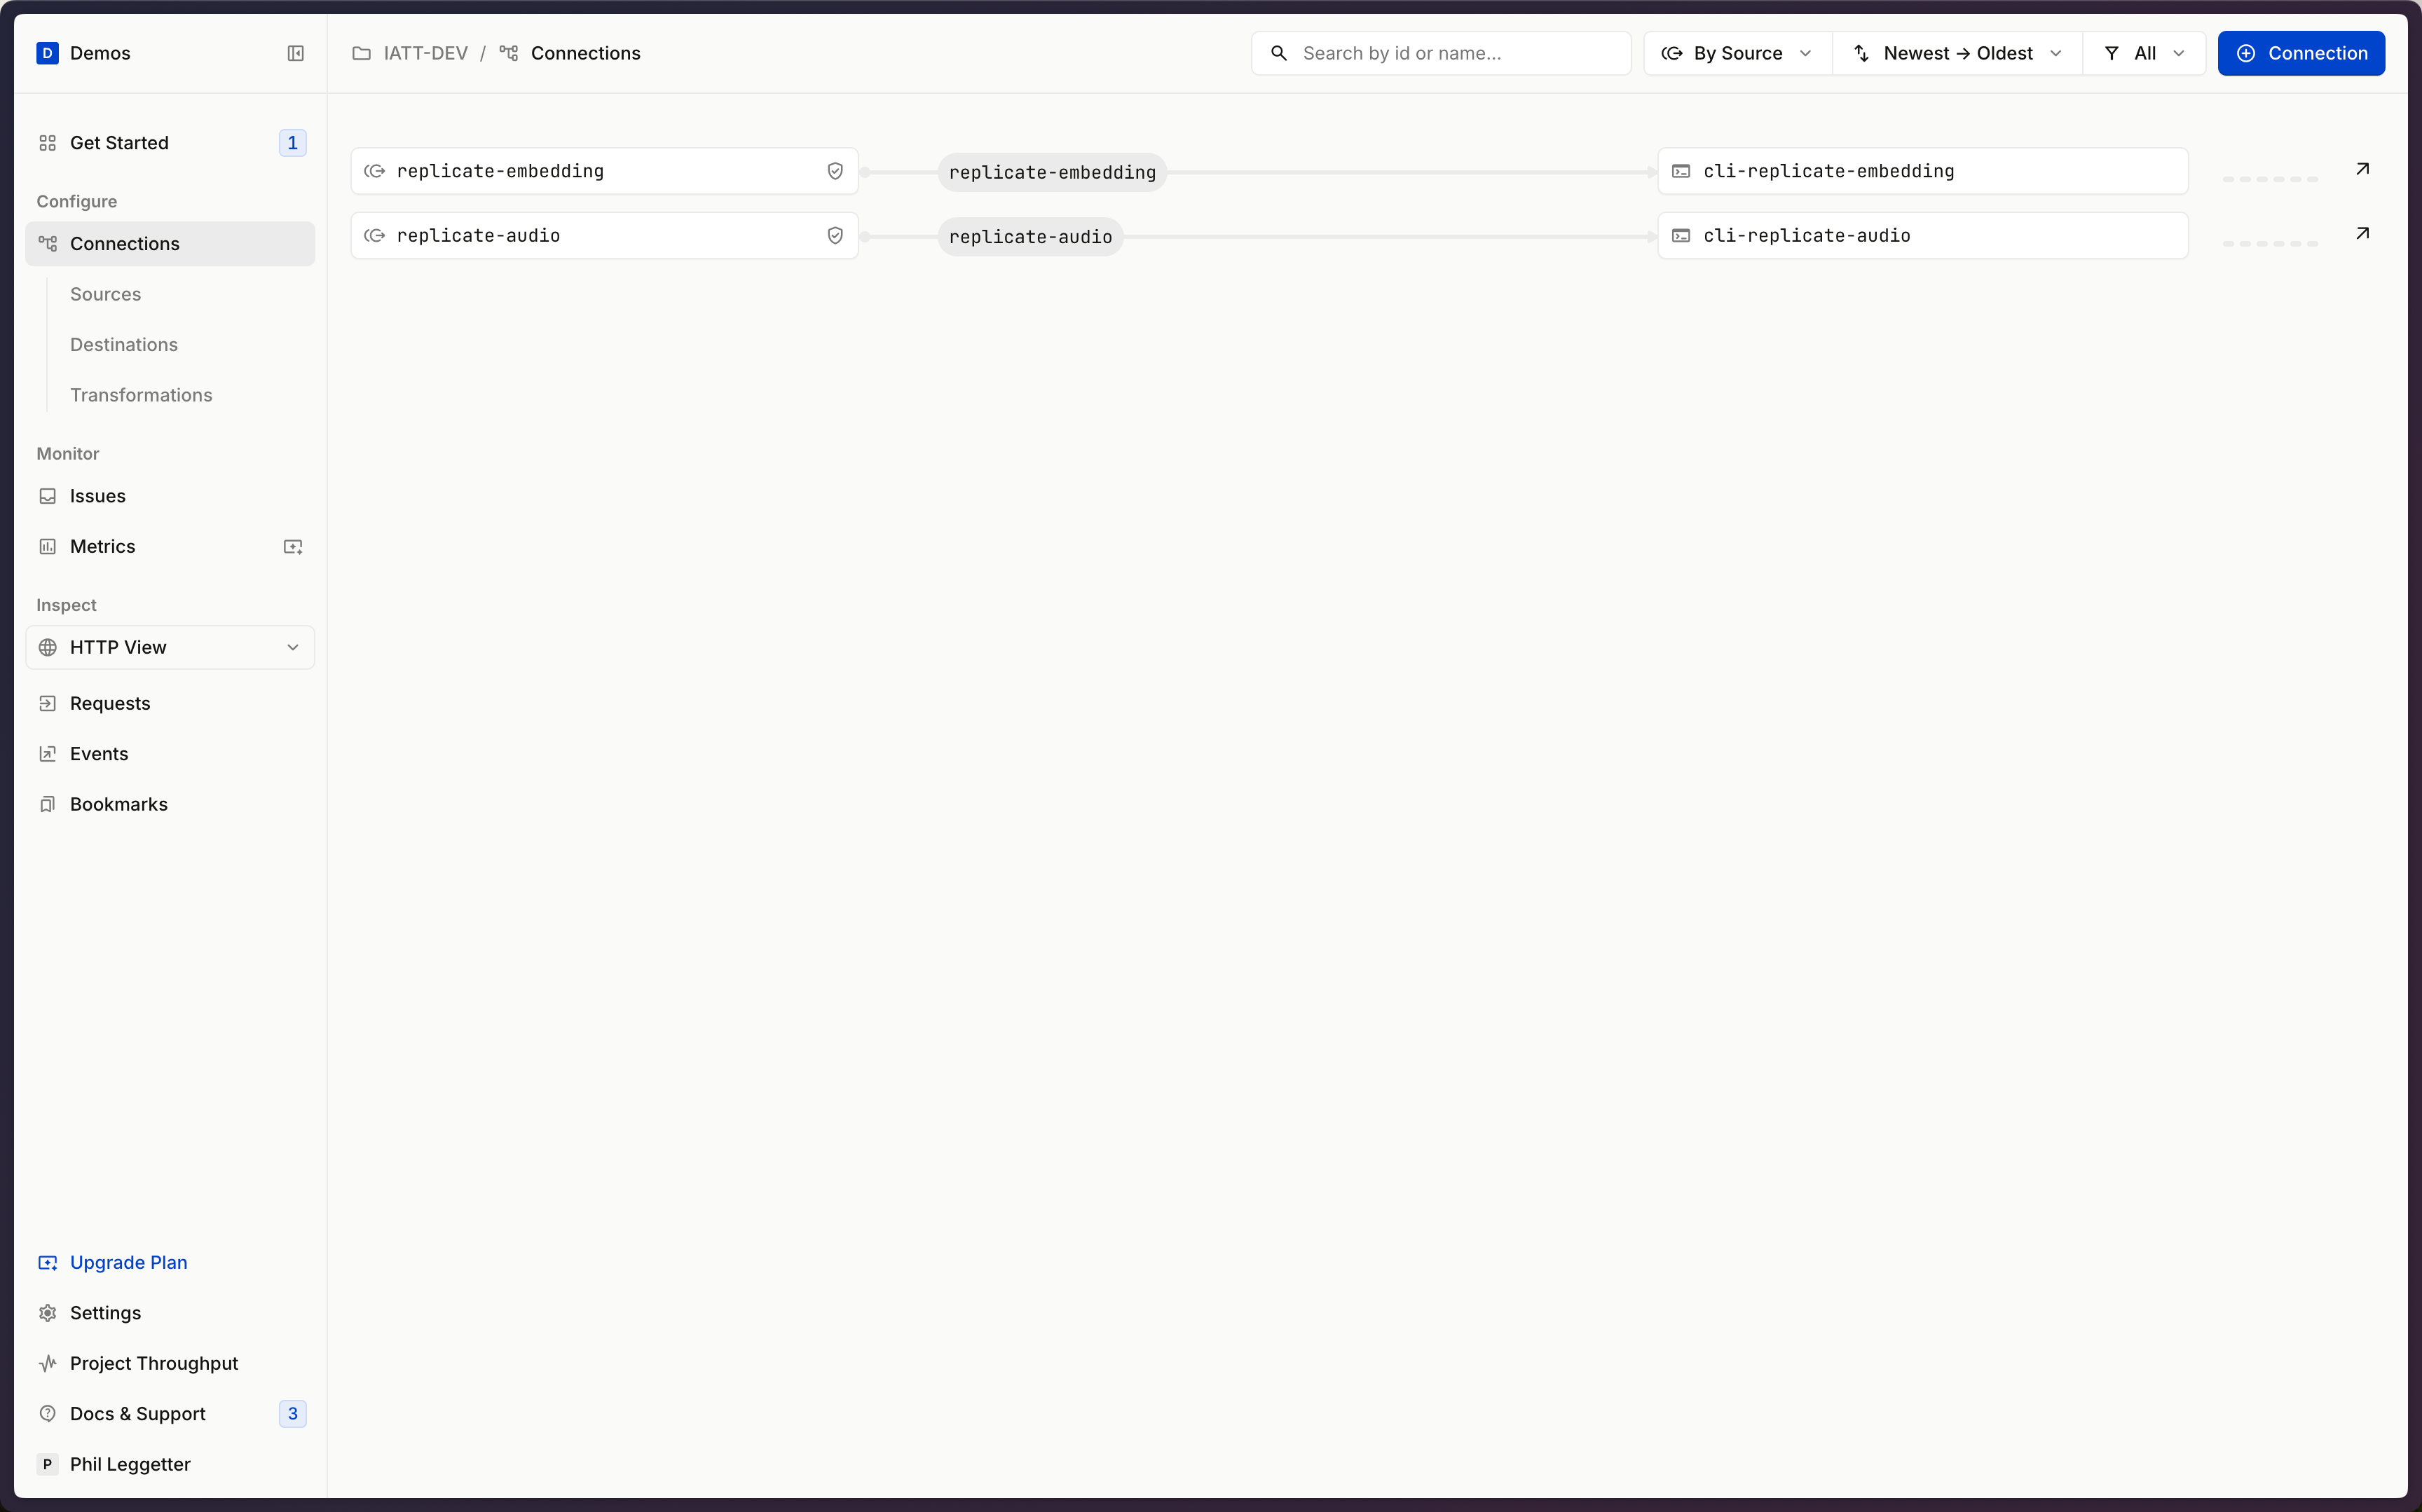 D Demos
IATT-DEV / Connections
Search by id or name...
By Source
Newest → Oldest
All
Connection
Get Started 1
Configure
Connections
Sources
Destinations
Transformations
Monitor
Issues
Metrics
Inspect
HTTP View
Requests
Events
Bookmarks
Upgrade Plan
Settings
Project Throughput
Docs & Support 3
P Phil Leggetter
replicate-embedding replicate-embedding cli-replicate-embedding
replicate-audio replicate-audio cli-replicate-audio